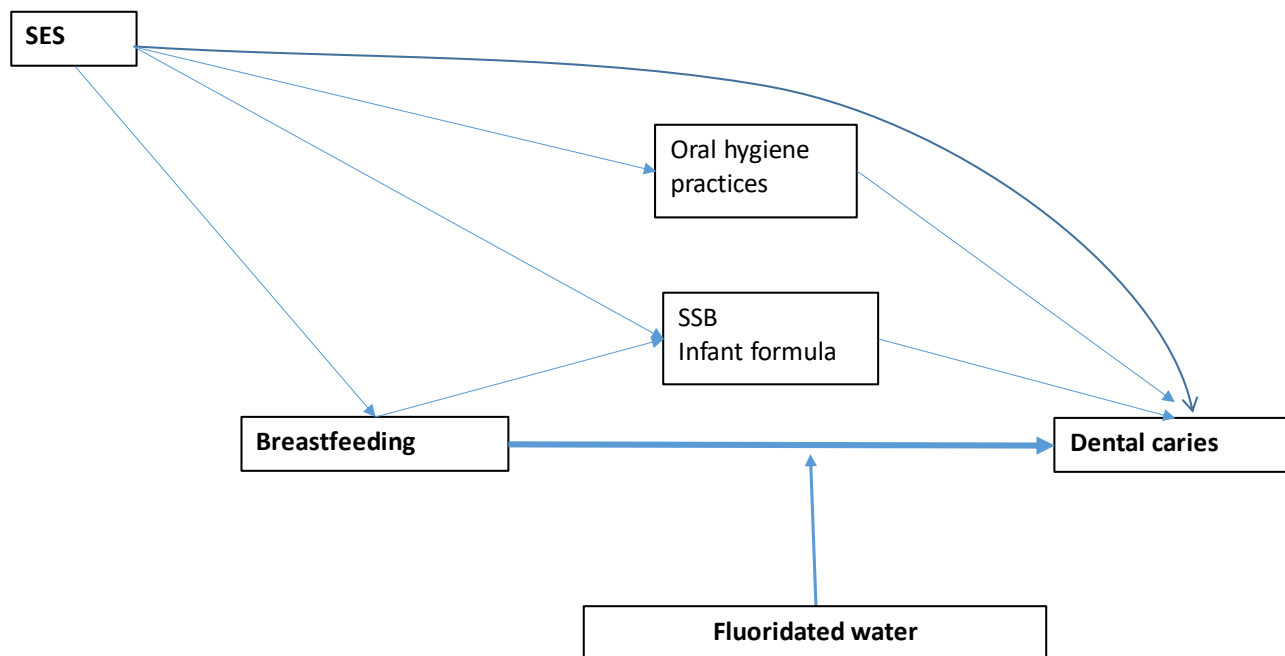 SES
Oral hygiene
practices
SSB
Infant formula
Breastfeeding
Dental caries
Fluoridated water